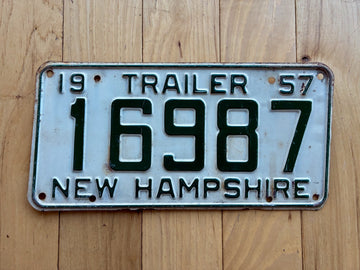 19 TRAILER 57
16987
NEW HAMPSHIRE